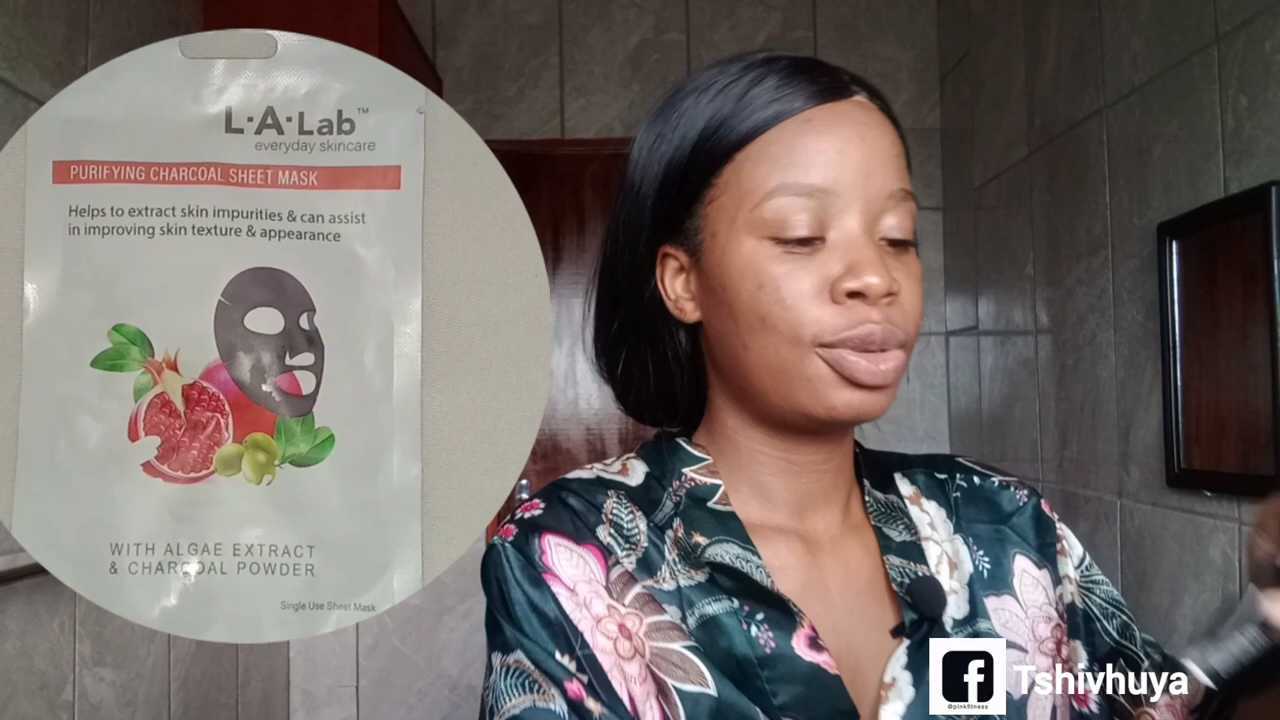 L·A·Lab™
everyday skincare
PURIFYING CHARCOAL SHEET MASK
Helps to extract skin impurities & can assist
in improving skin texture & appearance
WITH ALGAE EXTRACT
& CHARCOAL POWDER
Single Use Sheet Mask
f
@pinkfitness
Tshivhuya